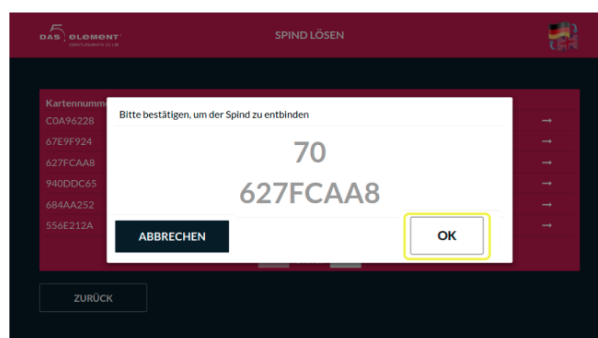 DAS 5 ELEMENT
SPIND LÖSEN
Kartennumme
C0A96228
67E9F924
627FCAA8
940DDC65
684AA252
556E212A
Bitte bestätigen, um der Spind zu entbinden
70
627FCAA8
ABBRECHEN
OK
ZURÜCK